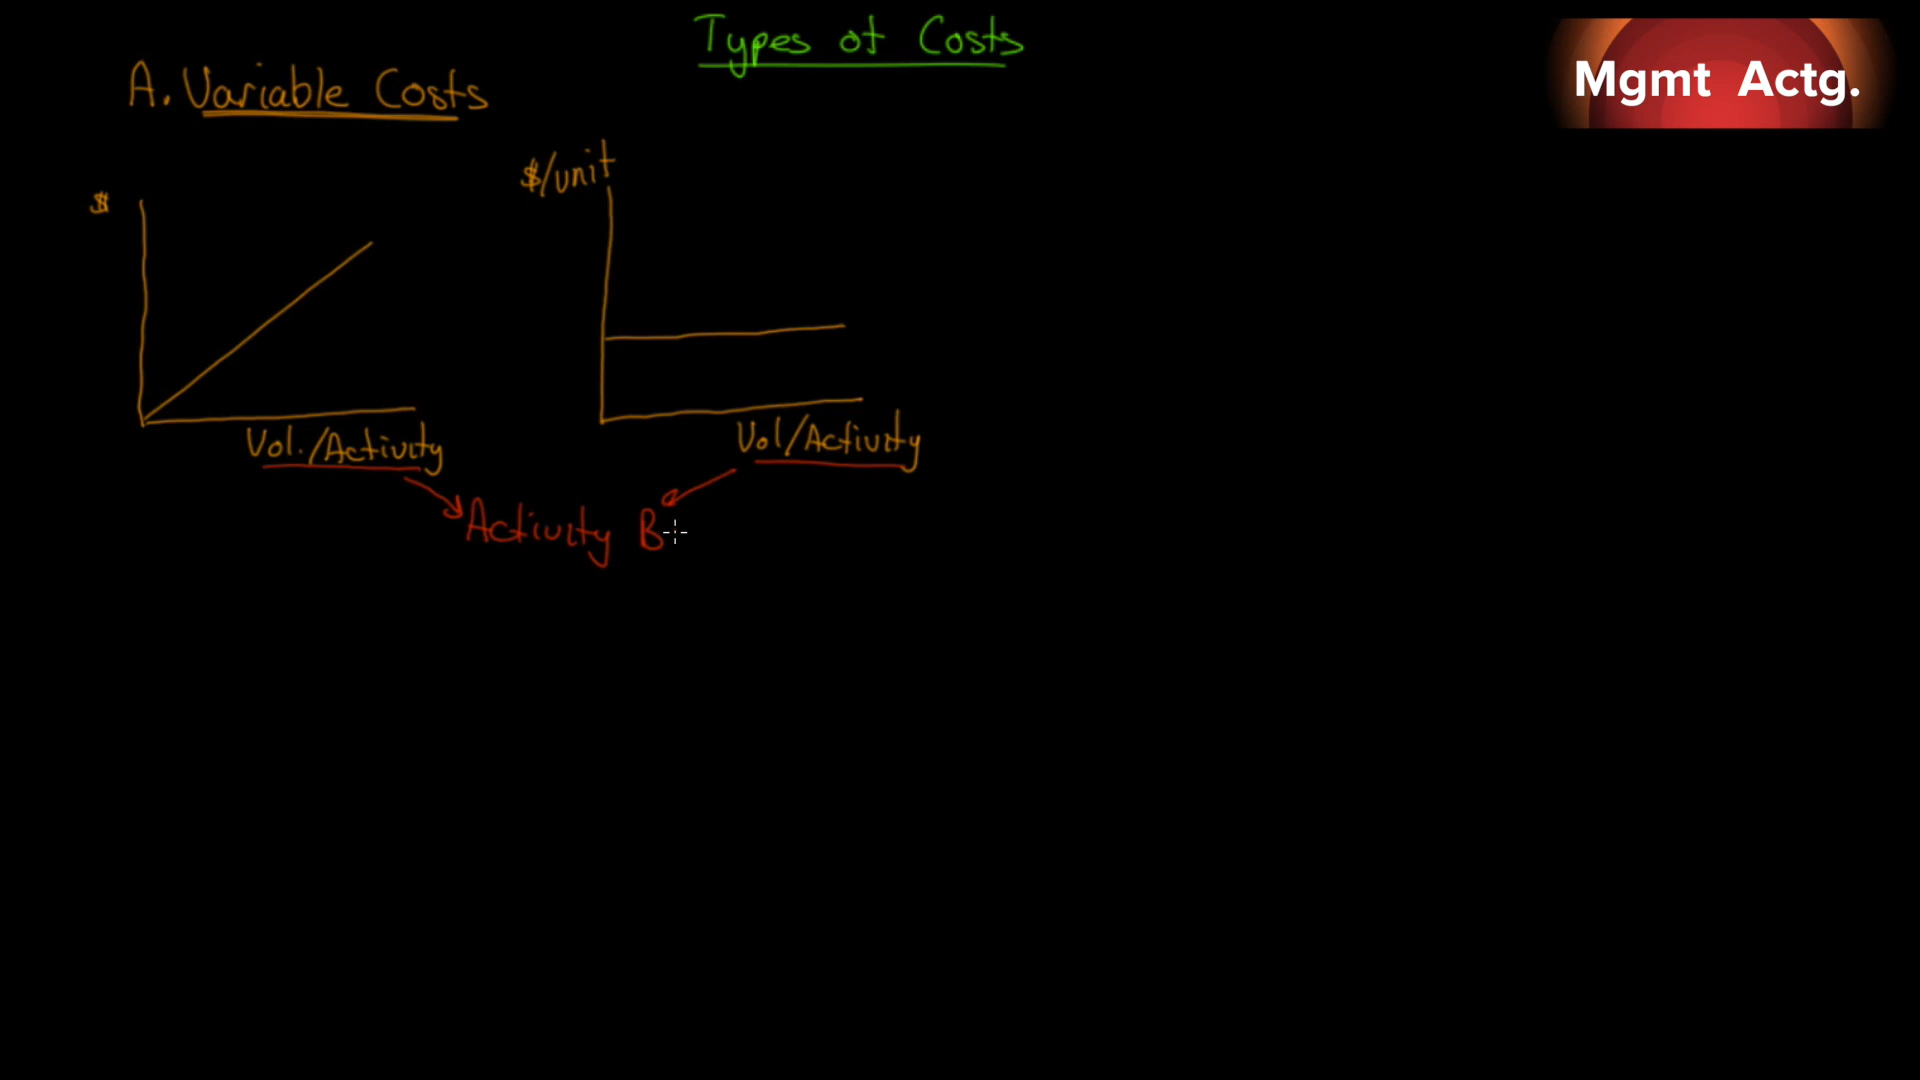 Types of Costs
Mgmt Actg.
A. Variable Costs
$
$/unit
Vol./Activity
Vol/Activity
Activity B